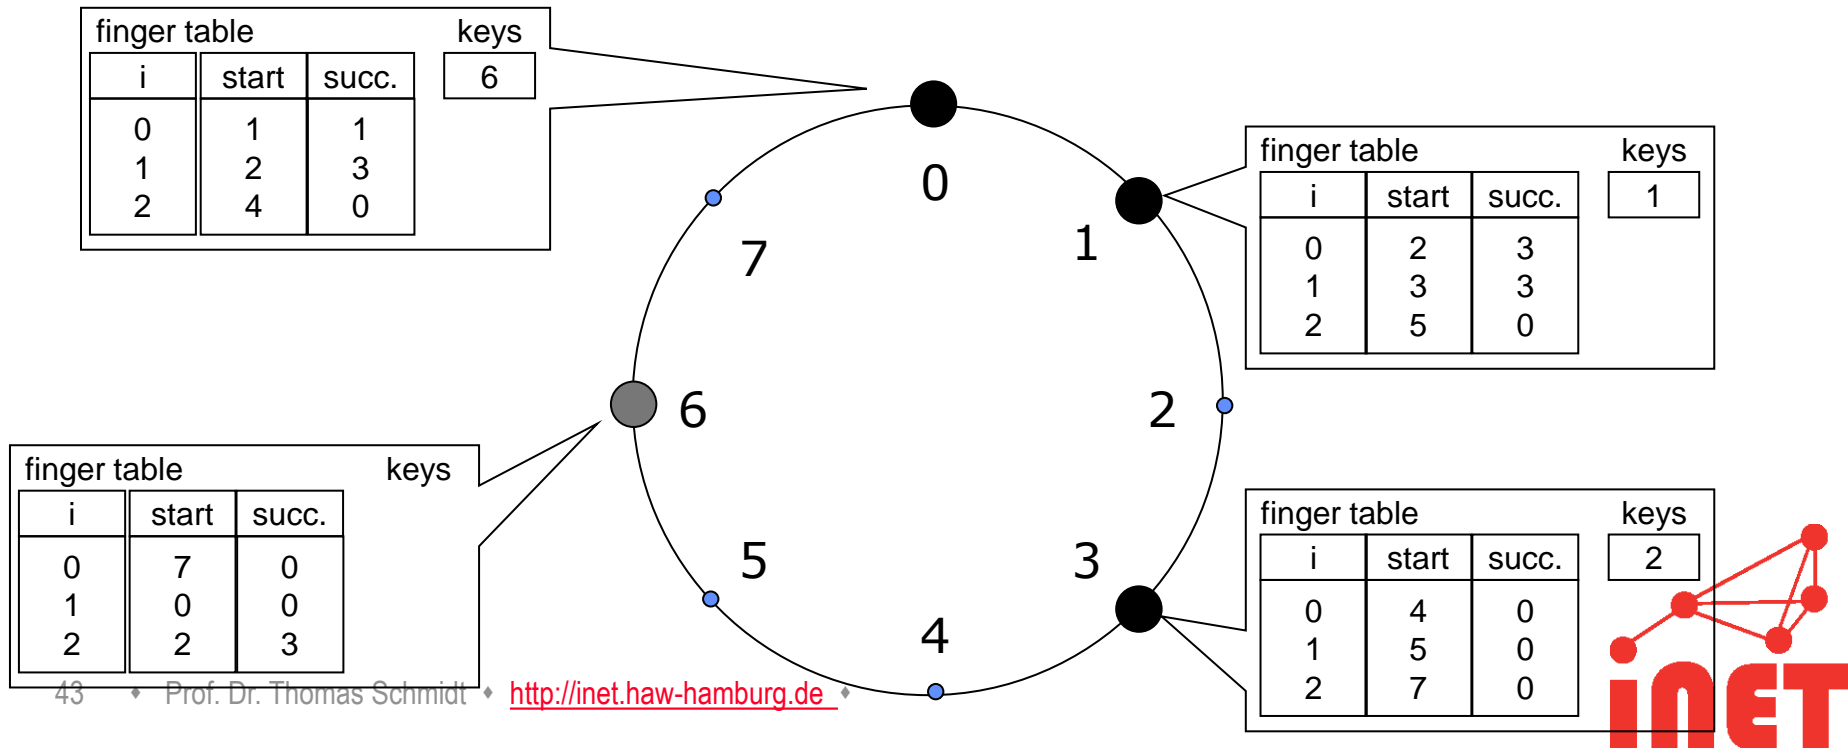 finger table keys
i start succ. 6
0 1 1
1 2 3
2 4 0
finger table keys
i start succ. 1
0 2 3
1 3 3
2 5 0
0
1
2
3
4
5
6
7
finger table keys
i start succ.
0 7 0
1 0 0
2 2 3
finger table keys
i start succ. 2
0 4 0
1 5 0
2 7 0
43 ♦ Prof. Dr. Thomas Schmidt ♦ http://inet.haw-hamburg.de ♦
iNET